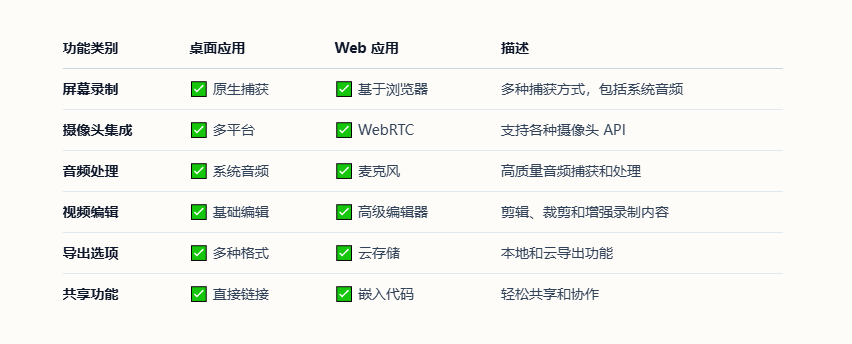 功能类别 桌面应用 Web 应用 描述
屏幕录制 ✅ 原生捕获 ✅ 基于浏览器 多种捕获方式，包括系统音频
摄像头集成 ✅ 多平台 ✅ WebRTC 支持各种摄像头 API
音频处理 ✅ 系统音频 ✅ 麦克风 高质量音频捕获和处理
视频编辑 ✅ 基础编辑 ✅ 高级编辑器 剪辑、裁剪和增强录制内容
导出选项 ✅ 多种格式 ✅ 云存储 本地和云导出功能
共享功能 ✅ 直接链接 ✅ 嵌入代码 轻松共享和协作